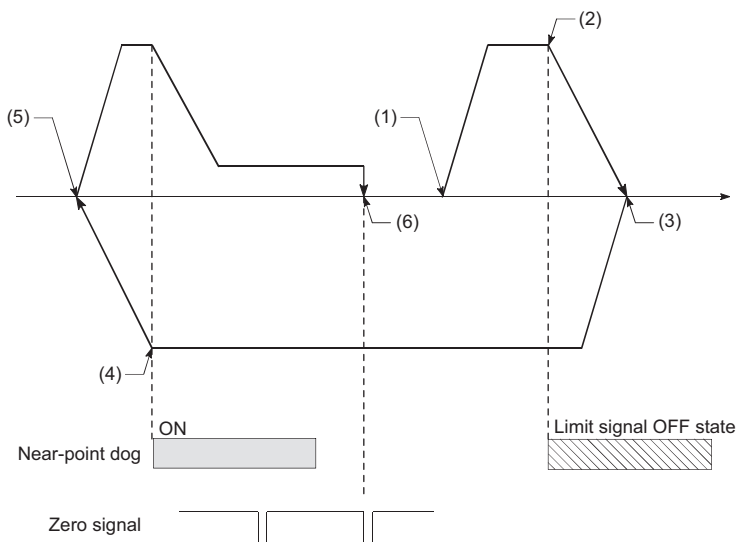 (2)
(5)
(1)
(6)
(3)
(4)
ON
Limit signal OFF state
Near-point dog
Zero signal